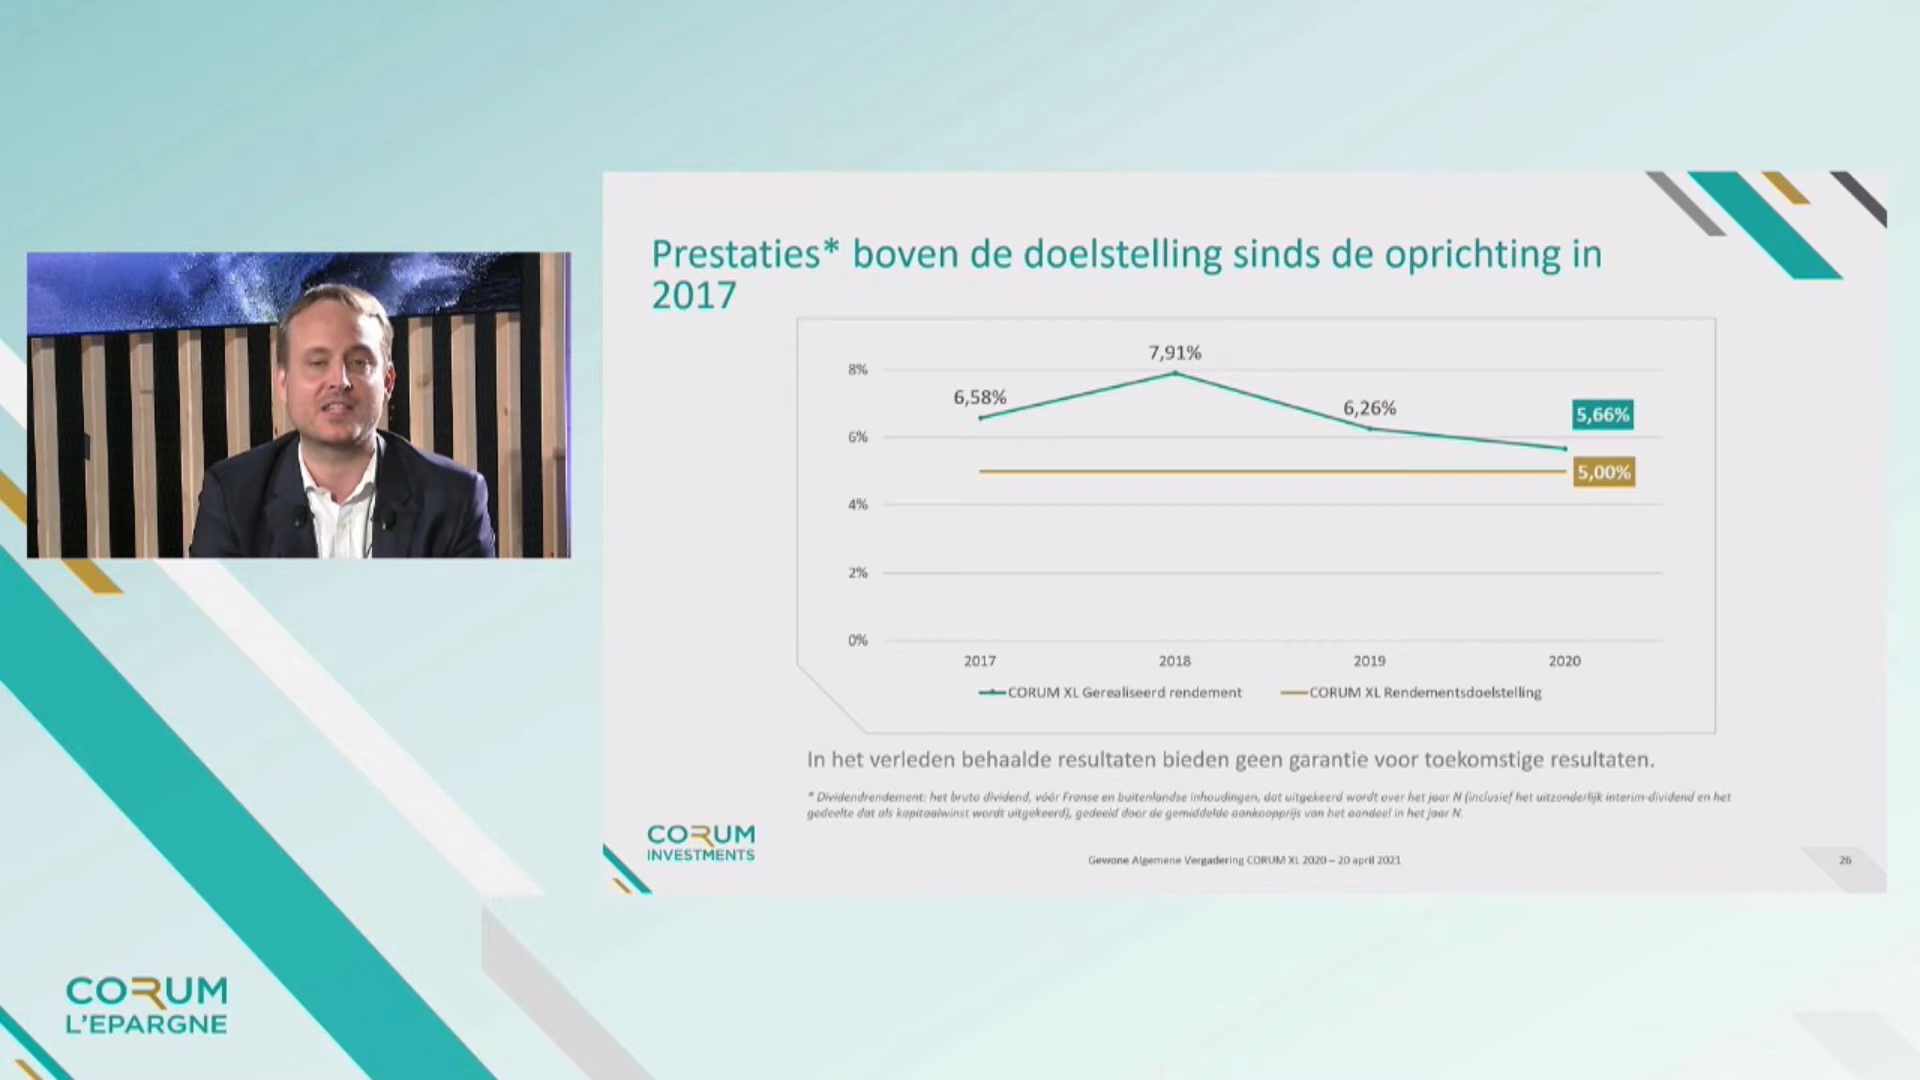 Prestaties* boven de doelstelling sinds de oprichting in
2017
8%
6%
4%
2%
0%
6,58%
7,91%
6,26%
5,66%
5,00%
2017
2018
2019
2020
CORUM XL Gerealiseerd rendement
CORUM XL Rendementsdoelstelling
In het verleden behaalde resultaten bieden geen garantie voor toekomstige resultaten.
* Dividendrendement: het bruto dividend, vóór Franse en buitenlandse inhoudingen, dat uitgekeerd wordt over het jaar N (inclusief het uitzonderlijk interim-dividend en het
gedeelte dat als kapitaalwinst wordt uitgekeerd), gedeeld door de gemiddelde aankoopprijs van het aandeel in het jaar N.
CORUM
INVESTMENTS
Gewone Algemene Vergadering CORUM XL 2020 – 20 april 2021
26
CORUM
L'EPARGNE